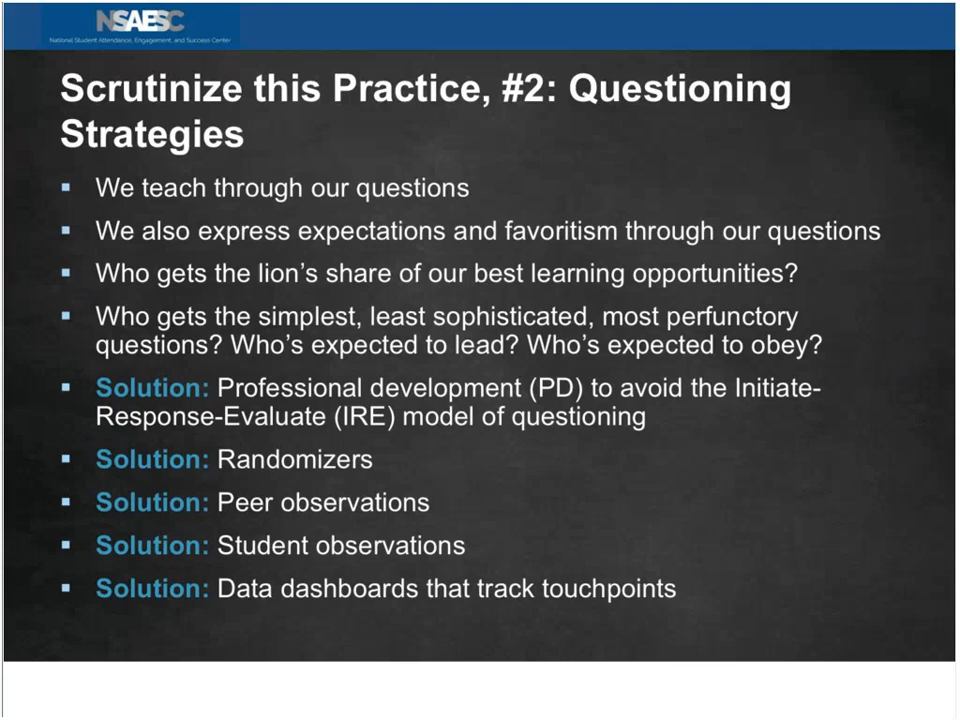 NSAESC
National Student Attendance, Engagement, and Success Center
Scrutinize this Practice, #2: Questioning
Strategies
▪ We teach through our questions
▪ We also express expectations and favoritism through our questions
▪ Who gets the lion’s share of our best learning opportunities?
▪ Who gets the simplest, least sophisticated, most perfunctory
questions? Who’s expected to lead? Who’s expected to obey?
▪ Solution: Professional development (PD) to avoid the Initiate-
Response-Evaluate (IRE) model of questioning
▪ Solution: Randomizers
▪ Solution: Peer observations
▪ Solution: Student observations
▪ Solution: Data dashboards that track touchpoints